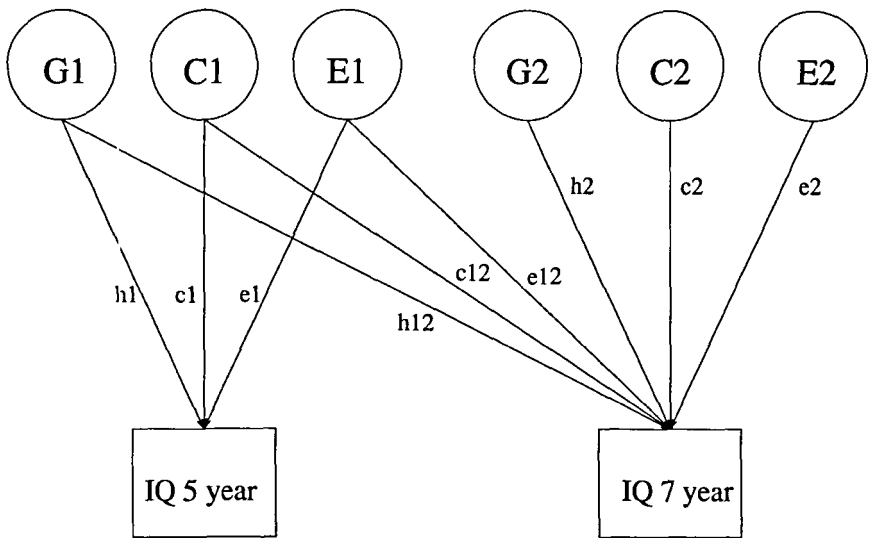 G1 C1 E1 G2 C2 E2
h2 c2 e2
h1 c1 e1 c12 e12
h12
IQ 5 year IQ 7 year